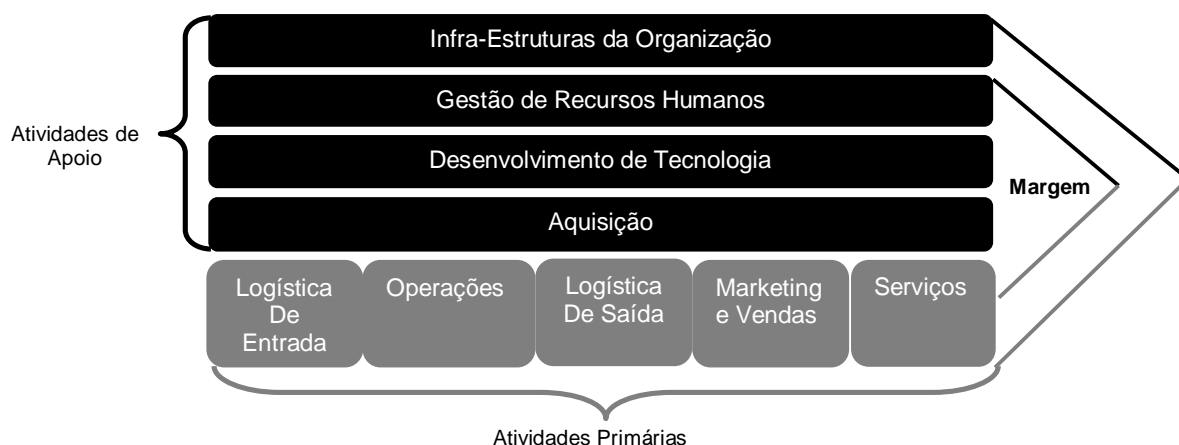 Infra-Estruturas da Organização
Gestão de Recursos Humanos
Atividades de
Apoio
Desenvolvimento de Tecnologia
Margem
Aquisição
Logística
De
Entrada
Operações
Logística
De Saída
Marketing
e Vendas
Serviços
Atividades Primárias